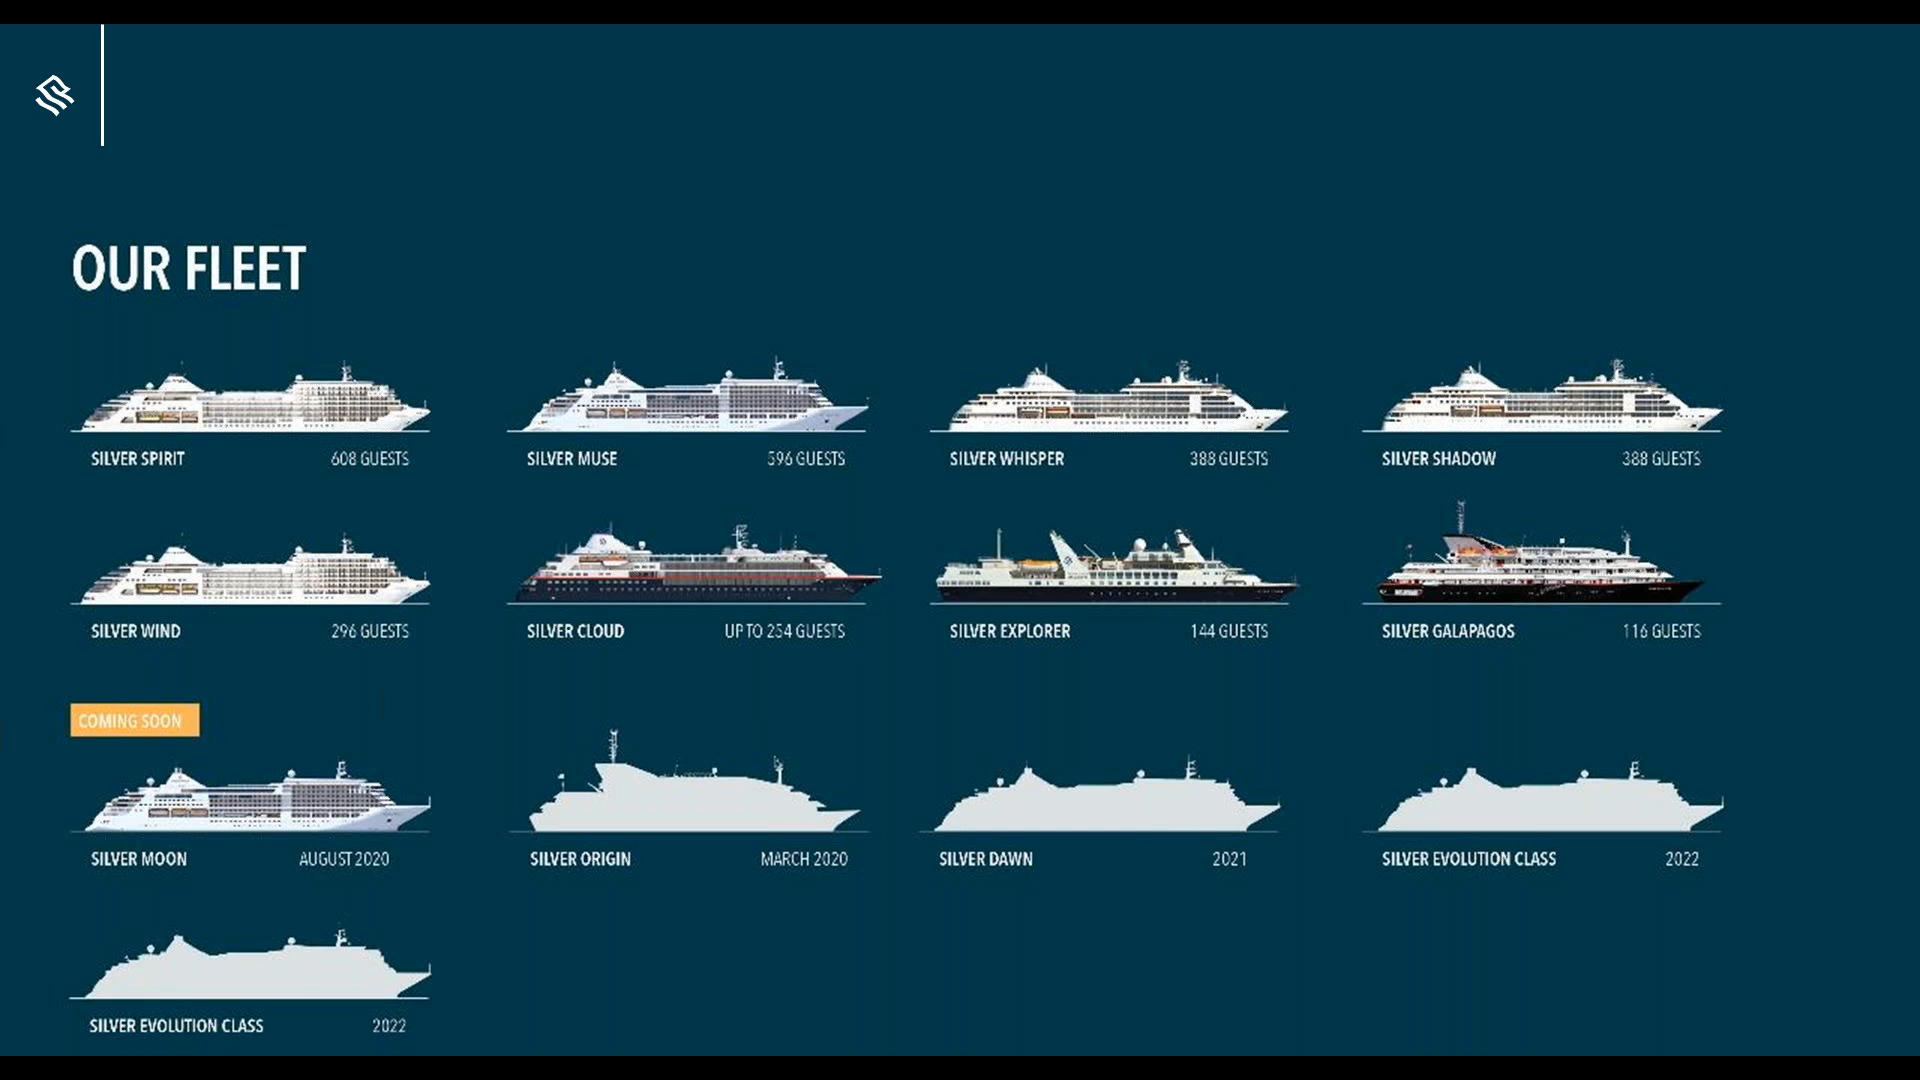 OUR FLEET
SILVER SPIRIT 608 GUESTS
SILVER MUSE 596 GUESTS
SILVER WHISPER 388 GUESTS
SILVER SHADOW 388 GUESTS
SILVER WIND 296 GUESTS
SILVER CLOUD UP TO 254 GUESTS
SILVER EXPLORER 144 GUESTS
SILVER GALAPAGOS 116 GUESTS
COMING SOON
SILVER MOON AUGUST 2020
SILVER ORIGIN MARCH 2020
SILVER DAWN 2021
SILVER EVOLUTION CLASS 2022
SILVER EVOLUTION CLASS 2022